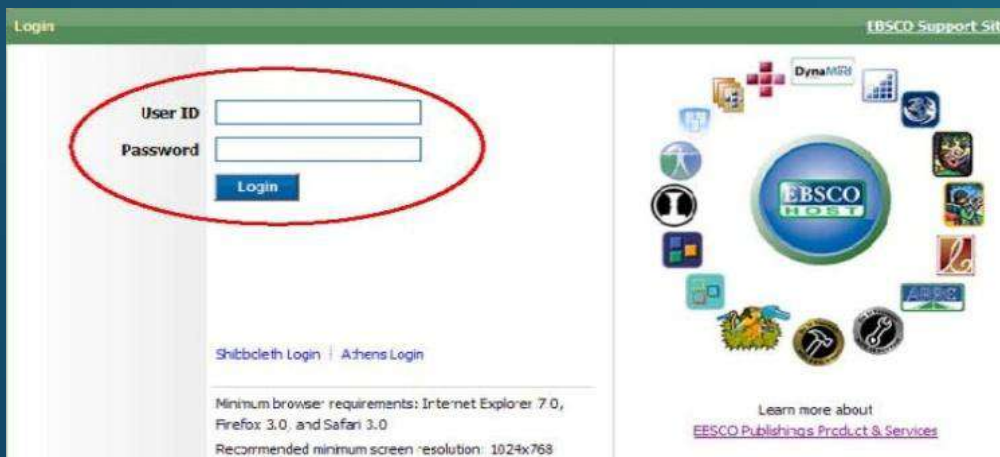 Login
EBSCO Support Sit
User ID
Password
Login
DynaMed
EBSCO
HOST
Shibboleth Login | Athens Login
Minimum browser requirements: Internet Explorer 7.0,
Firefox 3.0, and Safari 3.0
Recommended minimum screen resolution: 1024x768
Learn more about
EBSCO Publishing's Product & Services